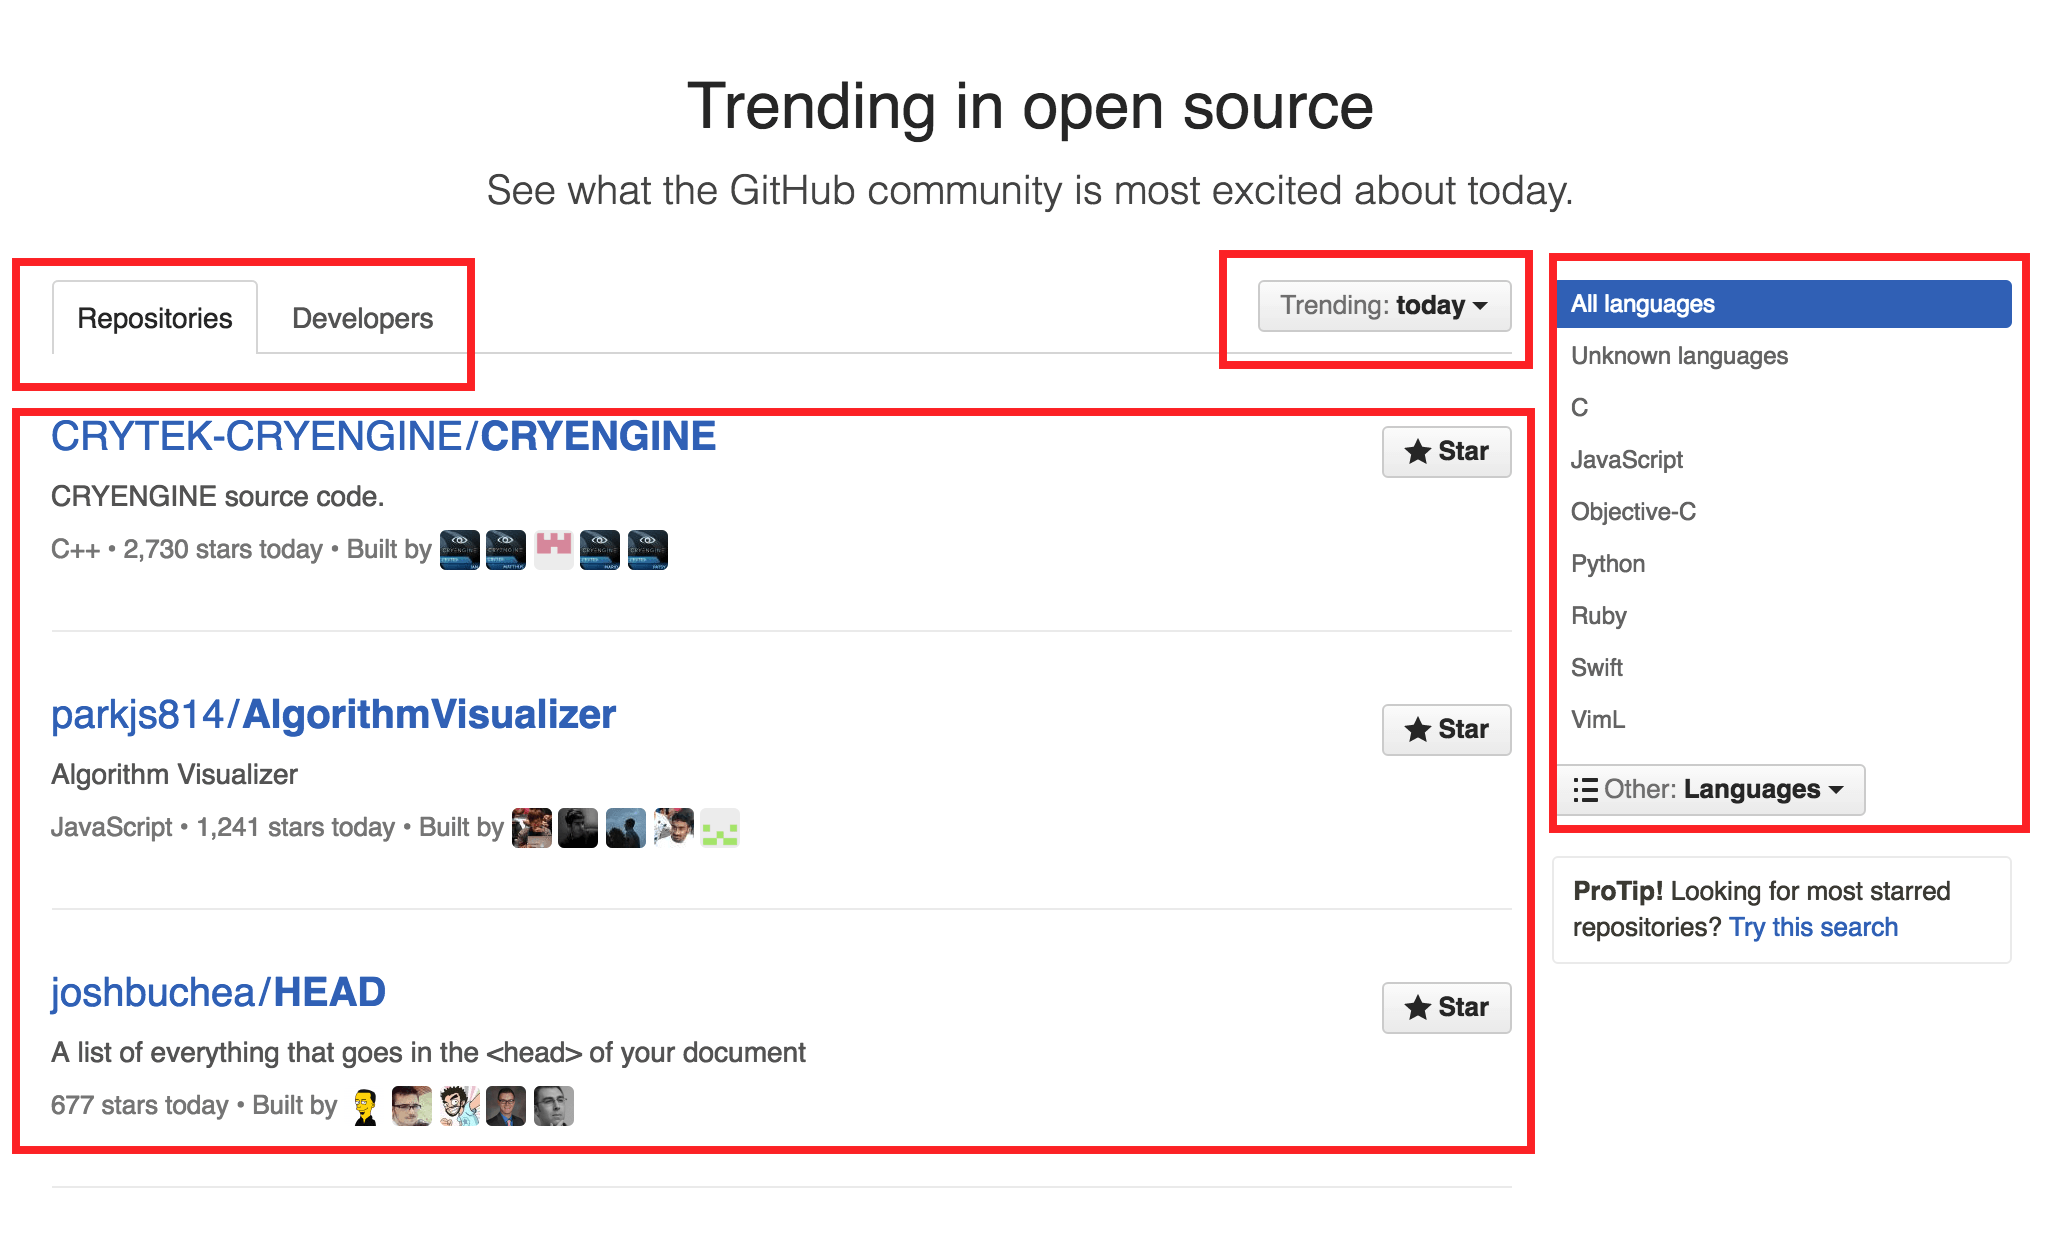 Trending in open source
See what the GitHub community is most excited about today.
Repositories
Developers
Trending: today
CRYTEK-CRYENGINE/CRYENGINE
Star
CRYENGINE source code.
C++ • 2,730 stars today • Built by
parkjs814/AlgorithmVisualizer
Star
Algorithm Visualizer
JavaScript • 1,241 stars today • Built by
joshbuchea/HEAD
Star
A list of everything that goes in the <head> of your document
677 stars today • Built by
All languages
Unknown languages
C
JavaScript
Objective-C
Python
Ruby
Swift
VimL
Other: Languages
ProTip! Looking for most starred
repositories? Try this search